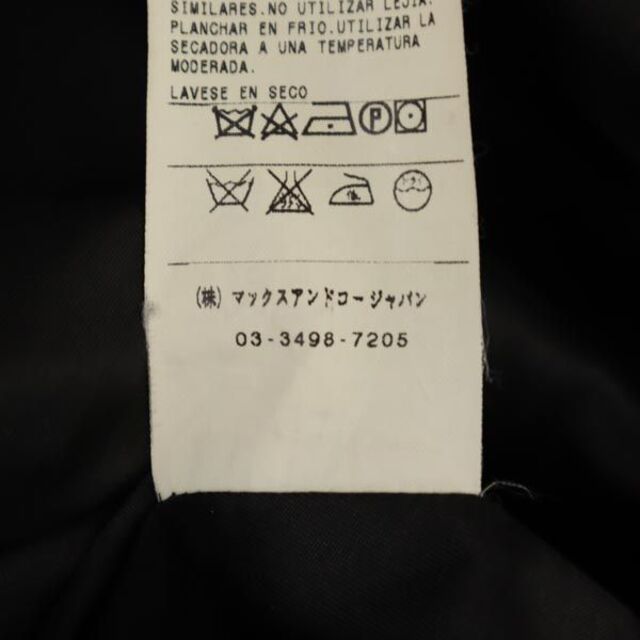 SIMILARES.NO UTILIZAR LEJIA.
PLANCHAR EN FRIO.UTILIZAR LA
SECADORA A UNA TEMPERATURA
MODERADA.
LAVESE EN SECO
P
(株) マックスアンドコージャパン
03-3498-7205